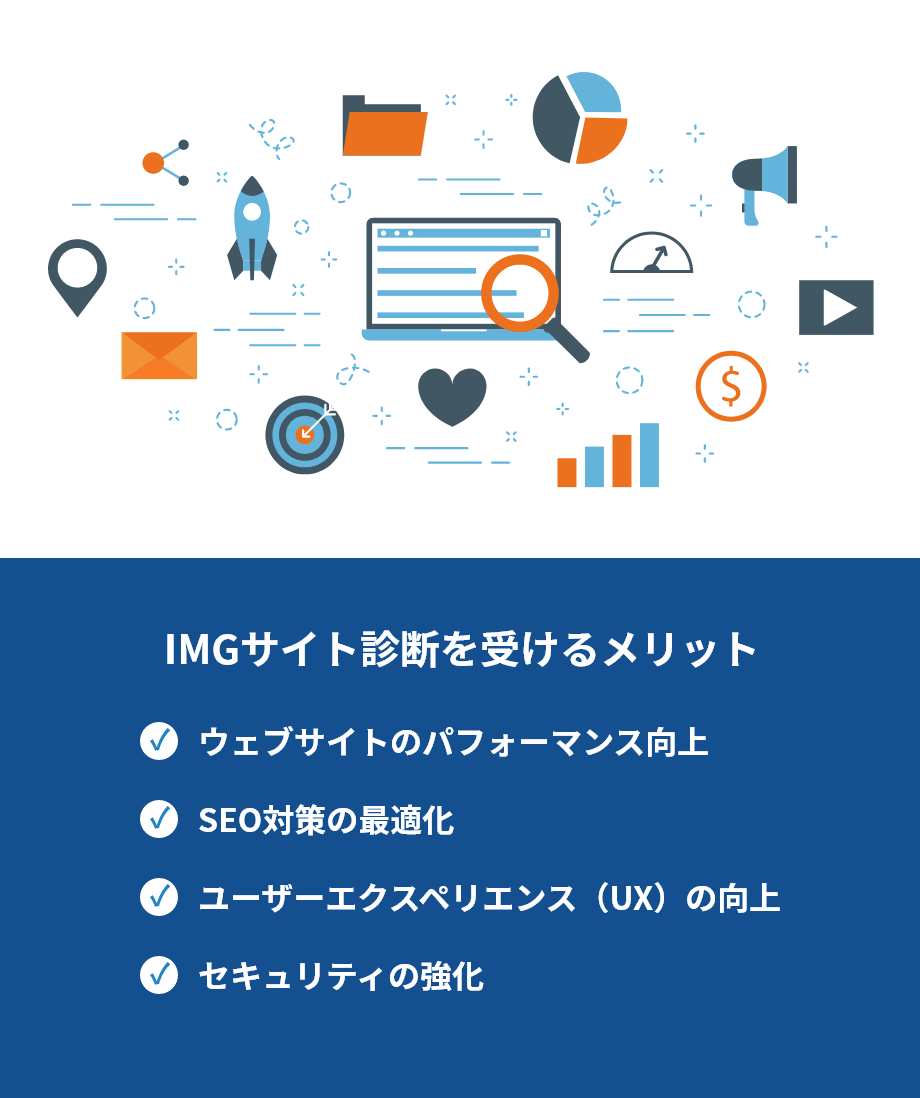 $
IMGサイト診断を受けるメリット
ウェブサイトのパフォーマンス向上
SEO対策の最適化
ユーザーエクスペリエンス（UX）の向上
セキュリティの強化